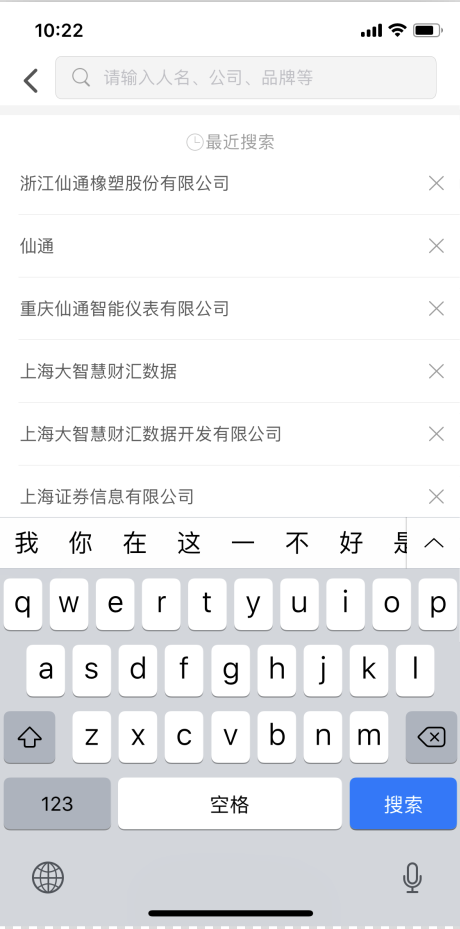 10:22
请输入人名、公司、品牌等
最近搜索
浙江仙通橡塑股份有限公司
仙通
重庆仙通智能仪表有限公司
上海大智慧财汇数据
上海大智慧财汇数据开发有限公司
上海证券信息有限公司
我 你 在 这 一 不 好 是
q w e r t y u i o p
a s d f g h j k l
z x c v b n m
123 空格 搜索